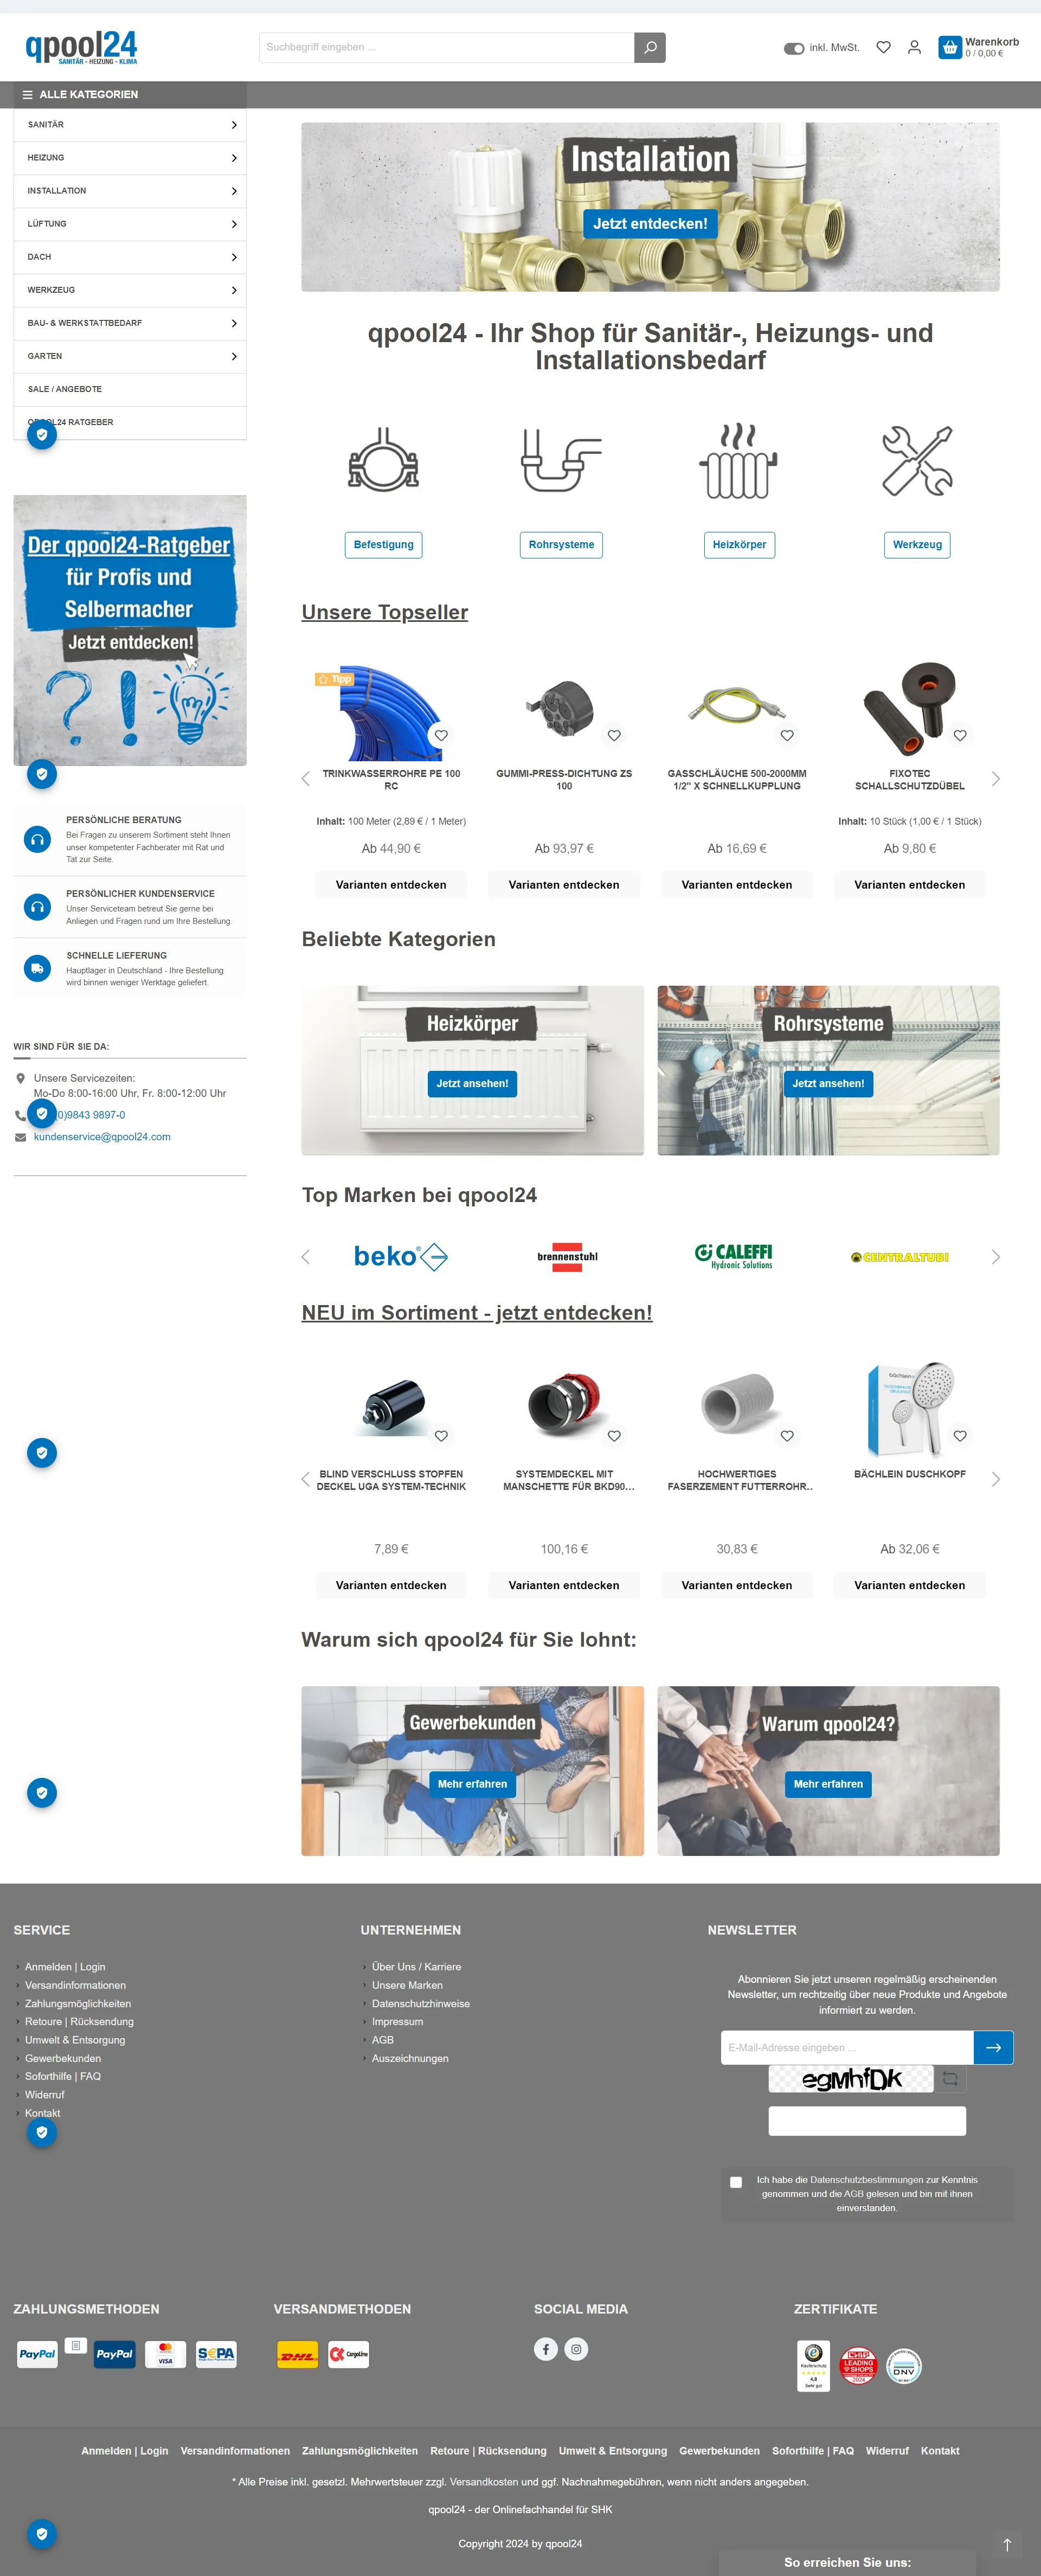 qpool24
SANITÄR - HEIZUNG - KLIMA
Suchbegriff eingeben ...
inkl. MwSt.
Warenkorb
0 / 0,00 €
ALLE KATEGORIEN
SANITÄR
HEIZUNG
INSTALLATION
LÜFTUNG
DACH
WERKZEUG
BAU- & WERKSTATTBEDARF
GARTEN
SALE / ANGEBOTE
L24 RATGEBER
Der qpool24-Ratgeber
für Profis und
Selbermacher
Jetzt entdecken!
PERSÖNLICHE BERATUNG
Bei Fragen zu unserem Sortiment steht Ihnen
unser kompetenter Fachberater mit Rat und
Tat zur Seite.
PERSÖNLICHER KUNDENSERVICE
Unser Serviceteam betreut Sie gerne bei
Anliegen und Fragen rund um Ihre Bestellung.
SCHNELLE LIEFERUNG
Hauptlager in Deutschland - Ihre Bestellung
wird binnen weniger Werktage geliefert.
WIR SIND FÜR SIE DA:
Unsere Servicezeiten:
Mo-Do 8:00-16:00 Uhr, Fr. 8:00-12:00 Uhr
0)9843 9897-0
kundenservice@qpool24.com
Installation
Jetzt entdecken!
qpool24 - Ihr Shop für Sanitär-, Heizungs- und
Installationsbedarf
Befestigung
Rohrsysteme
Heizkörper
Werkzeug
Unsere Topseller
Tipp
TRINKWASSERROHRE PE 100
RC
Inhalt: 100 Meter (2,89 € / 1 Meter)
Ab 44,90 €
Varianten entdecken
GUMMI-PRESS-DICHTUNG ZS
100
Ab 93,97 €
Varianten entdecken
GASSCHLÄUCHE 500-2000MM
1/2" X SCHNELLKUPPLUNG
Ab 16,69 €
Varianten entdecken
FIXOTEC
SCHALLSCHUTZDÜBEL
Inhalt: 10 Stück (1,00 € / 1 Stück)
Ab 9,80 €
Varianten entdecken
Beliebte Kategorien
Heizkörper
Jetzt ansehen!
Rohrsysteme
Jetzt ansehen!
Top Marken bei qpool24
beko
brennenstuhl
CALEFFI
Hydronic Solutions
CENTRALTUBI
NEU im Sortiment - jetzt entdecken!
BLIND VERSCHLUSS STOPFEN
DECKEL UGA SYSTEM-TECHNIK
7,89 €
Varianten entdecken
SYSTEMDECKEL MIT
MANSCHETTE FÜR BKD90...
100,16 €
Varianten entdecken
HOCHWERTIGES
FASERZEMENT FUTTERROHR..
30,83 €
Varianten entdecken
bächlein
BÄCHLEIN DUSCHKOPF
Ab 32,06 €
Varianten entdecken
Warum sich qpool24 für Sie lohnt:
Gewerbekunden
Mehr erfahren
Warum qpool24?
Mehr erfahren
SERVICE
Anmelden | Login
Versandinformationen
Zahlungsmöglichkeiten
Retoure | Rücksendung
Umwelt & Entsorgung
Gewerbekunden
Soforthilfe | FAQ
Widerruf
Kontakt
UNTERNEHMEN
Über Uns / Karriere
Unsere Marken
Datenschutzhinweise
Impressum
AGB
Auszeichnungen
NEWSLETTER
Abonnieren Sie jetzt unseren regelmäßig erscheinenden
Newsletter, um rechtzeitig über neue Produkte und Angebote
informiert zu werden.
E-Mail-Adresse eingeben ...
egMhfDK
Ich habe die Datenschutzbestimmungen zur Kenntnis
genommen und die AGB gelesen und bin mit ihnen
einverstanden.
ZAHLUNGSMETHODEN
PayPal
PayPal
mastercard
VISA
SEPA
VERSANDMETHODEN
DHL
CargoLine
SOCIAL MEDIA
ZERTIFIKATE
Käuferschutz
4.8
Sehr gut
CHIP
LEADING
SHOPS
2024
DNV
Anmelden | Login Versandinformationen Zahlungsmöglichkeiten Retoure | Rücksendung Umwelt & Entsorgung Gewerbekunden Soforthilfe | FAQ Widerruf Kontakt
* Alle Preise inkl. gesetzl. Mehrwertsteuer zzgl. Versandkosten und ggf. Nachnahmegebühren, wenn nicht anders angegeben.
qpool24 - der Onlinefachhandel für SHK
Copyright 2024 by qpool24
So erreichen Sie uns: